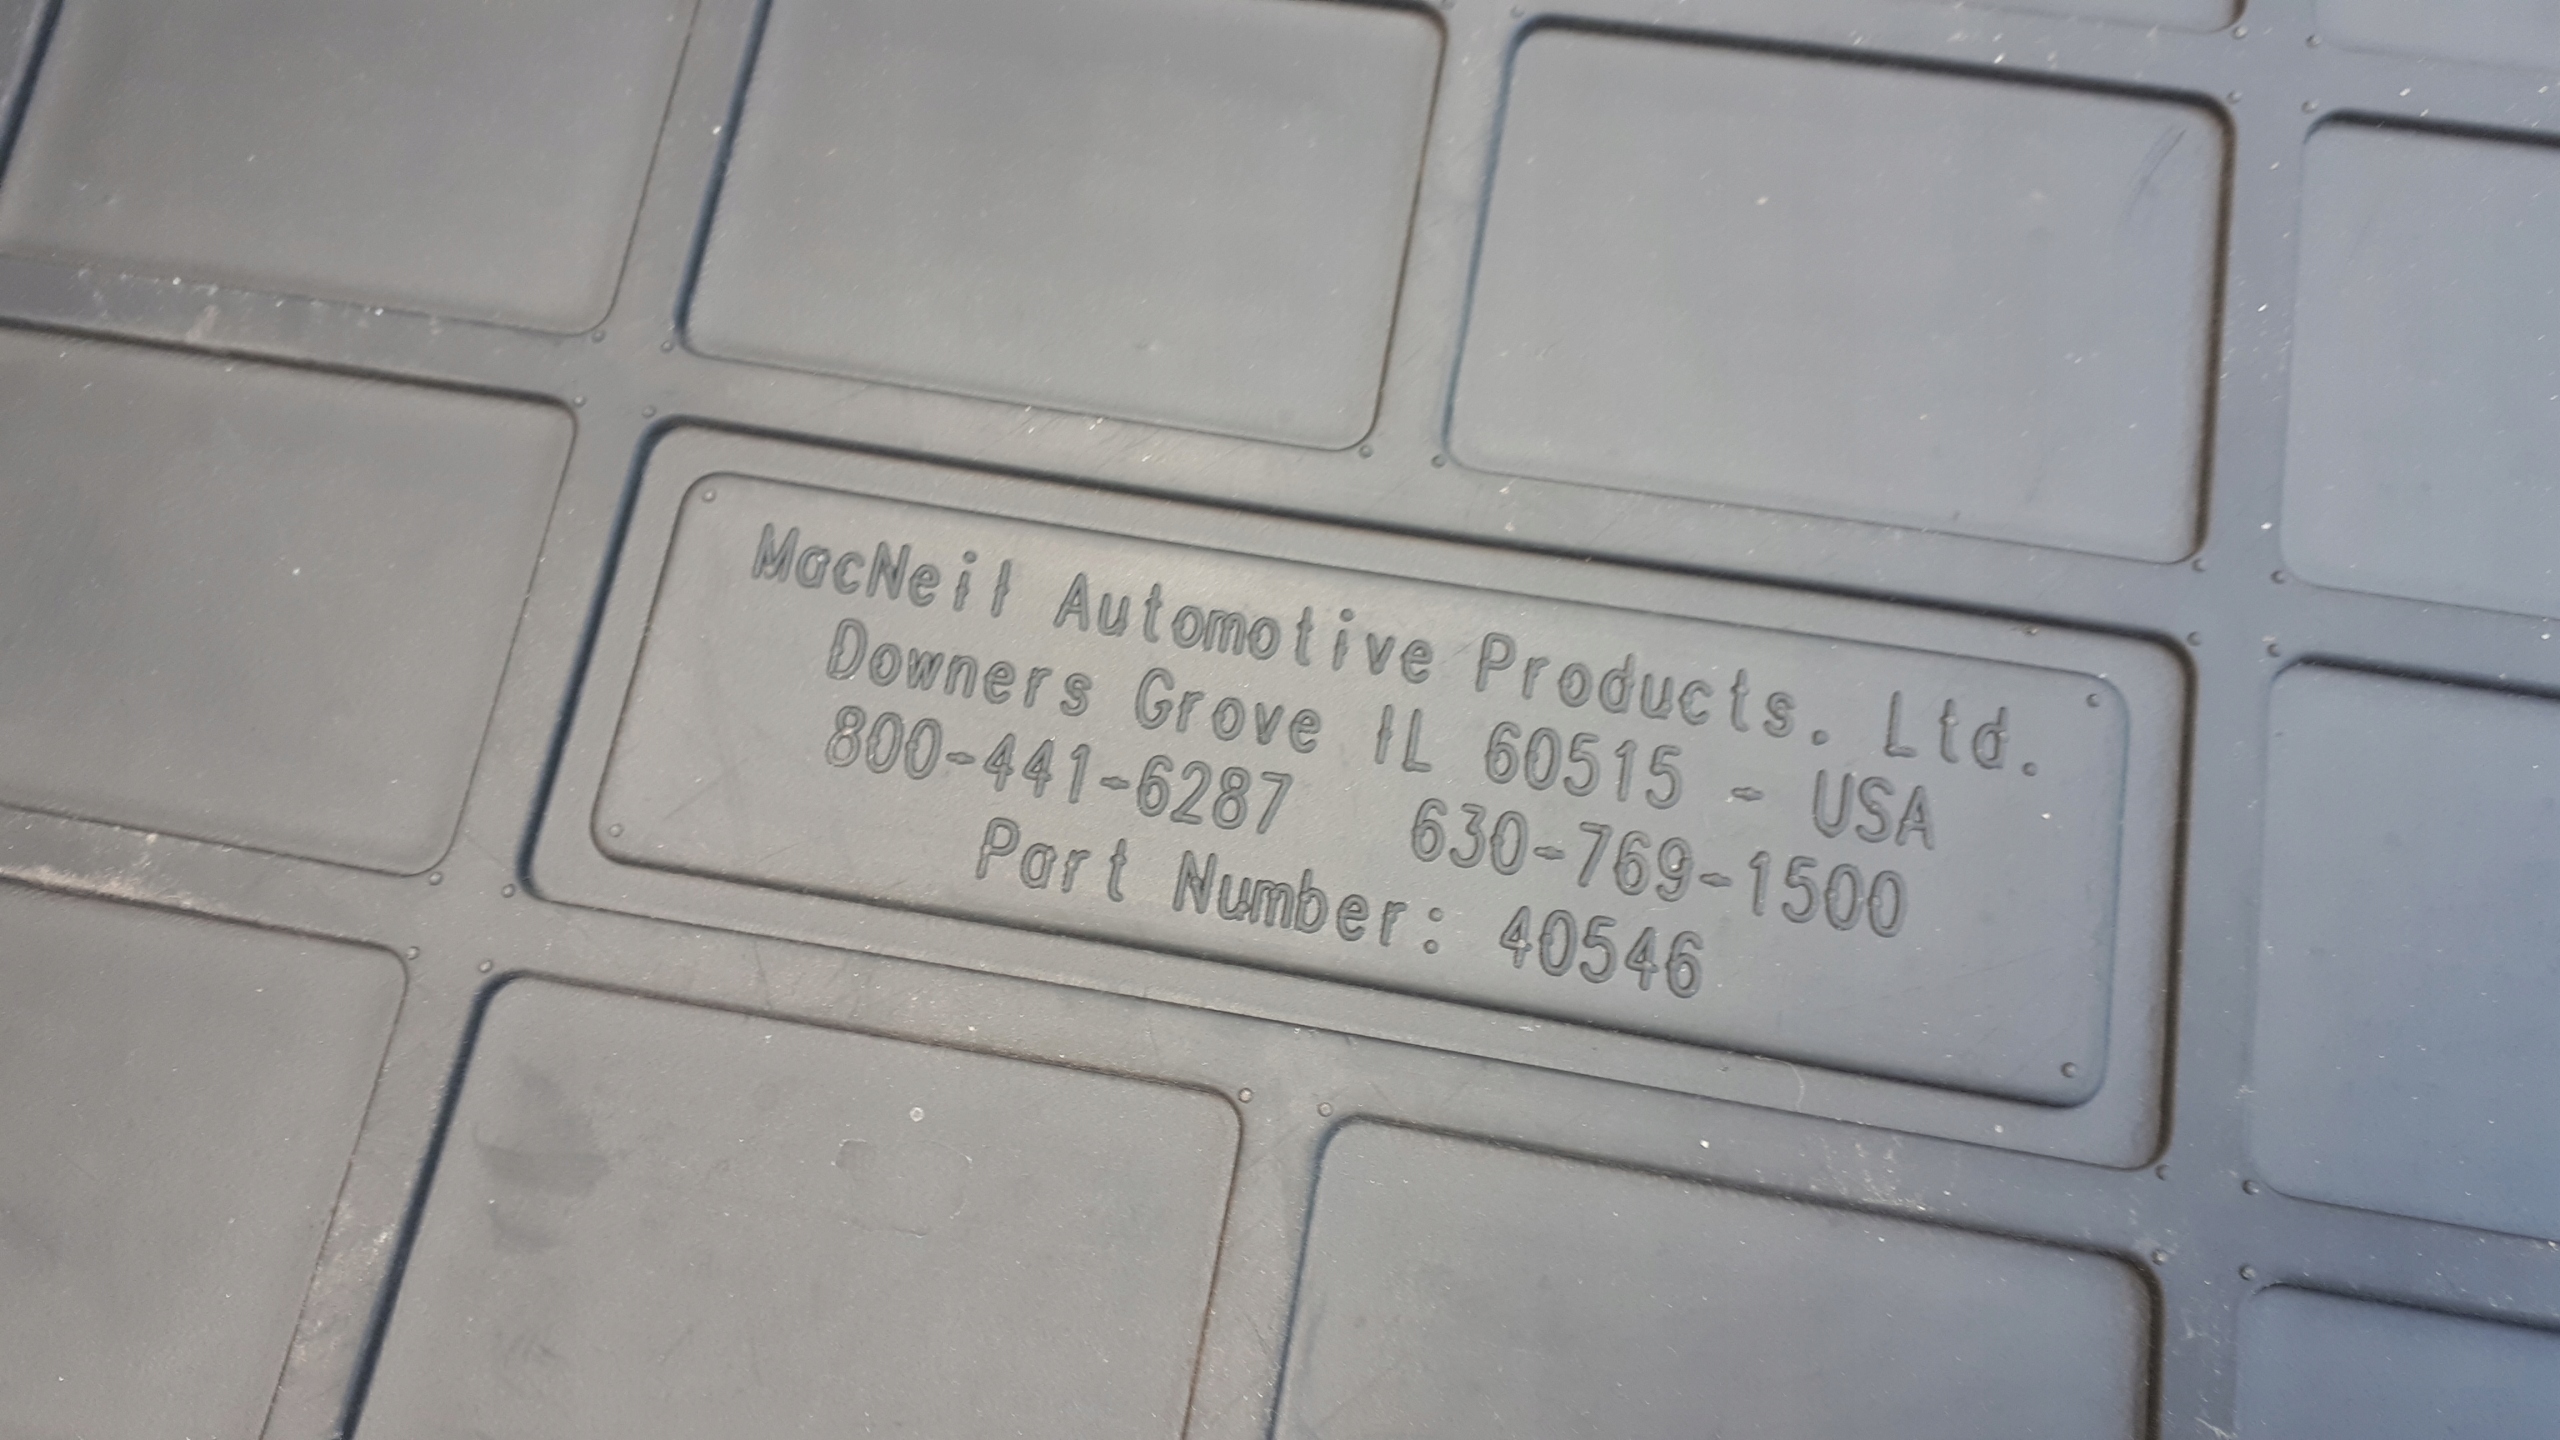 MacNeil Automotive Products. Ltd.
Downers Grove IL 60515 - USA
800-441-6287 630-769-1500
Part Number: 40546